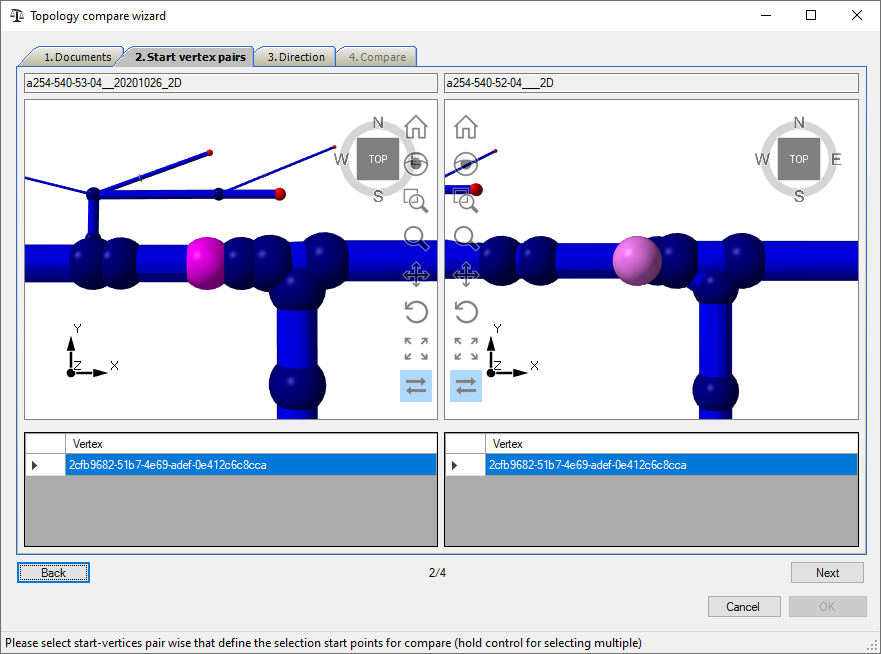 Topology compare wizard
1. Documents
2. Start vertex pairs
3. Direction
4. Compare
a254-540-53-04__20201026_2D
a254-540-52-04___2D
N
W TOP E
S
N
W TOP E
S
Y
Z X
Y
Z X
Vertex
2cfb9682-51b7-4e69-adef-0e412c6c8cca
Vertex
2cfb9682-51b7-4e69-adef-0e412c6c8cca
Back
2/4
Next
Cancel
OK
Please select start-vertices pair wise that define the selection start points for compare (hold control for selecting multiple)